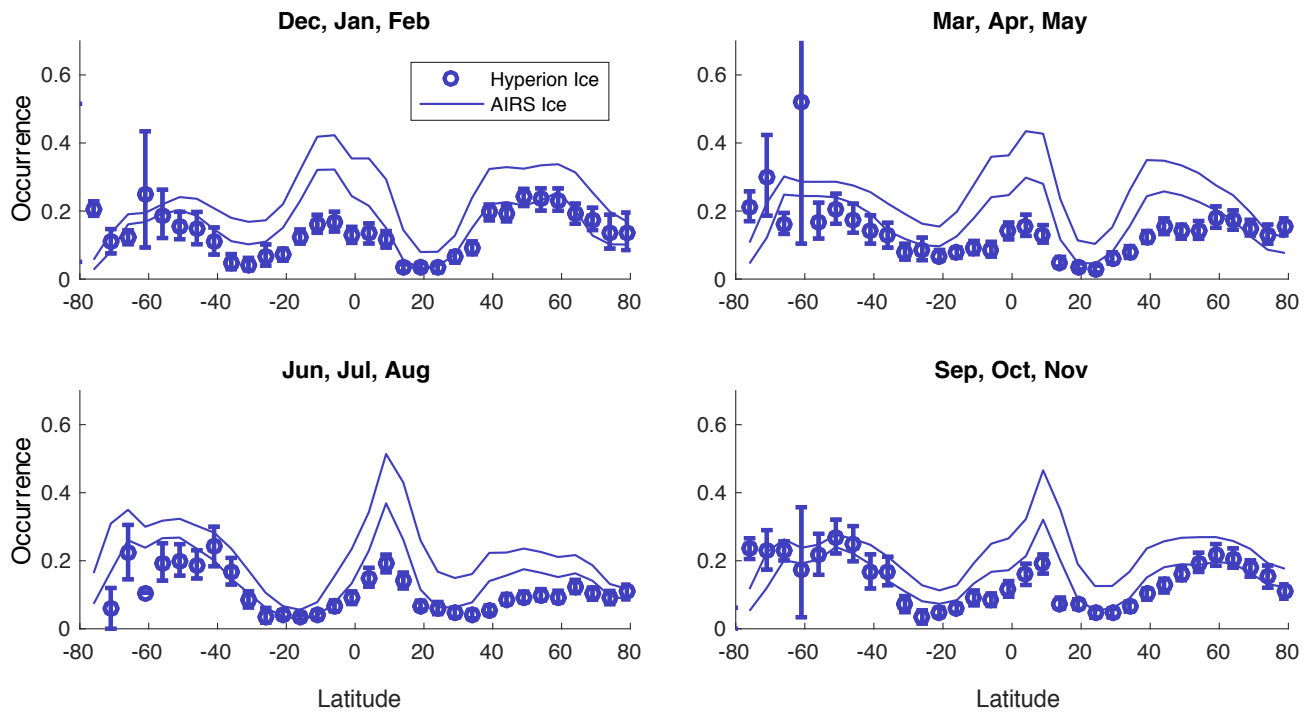 Dec, Jan, Feb
Mar, Apr, May
Occurrence
0.6
0.4
0.2
0
Hyperion Ice
AIRS Ice
-80 -60 -40 -20 0 20 40 60 80
0.6
0.4
0.2
0
-80 -60 -40 -20 0 20 40 60 80
Jun, Jul, Aug
Sep, Oct, Nov
Occurrence
0.6
0.4
0.2
0
-80 -60 -40 -20 0 20 40 60 80
Latitude
0.6
0.4
0.2
0
-80 -60 -40 -20 0 20 40 60 80
Latitude